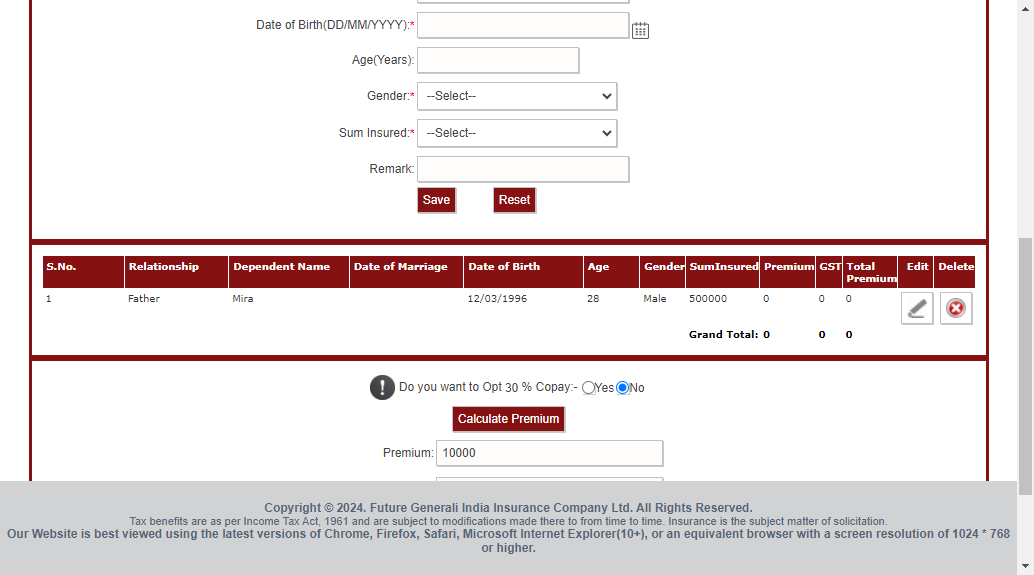 Date of Birth(DD/MM/YYYY):*
Age(Years):
Gender:* --Select--
Sum Insured:* --Select--
Remark:
Save Reset
S.No. Relationship Dependent Name Date of Marriage Date of Birth Age Gender SumInsured Premium GST Total Premium Edit Delete
1 Father Mira 12/03/1996 28 Male 500000 0 0 0
Grand Total: 0 0 0
Do you want to Opt 30 % Copay:- Yes No
Calculate Premium
Premium: 10000
Copyright © 2024. Future Generali India Insurance Company Ltd. All Rights Reserved.
Tax benefits are as per Income Tax Act, 1961 and are subject to modifications made there to from time to time. Insurance is the subject matter of solicitation.
Our Website is best viewed using the latest versions of Chrome, Firefox, Safari, Microsoft Internet Explorer(10+), or an equivalent browser with a screen resolution of 1024 * 768
or higher.